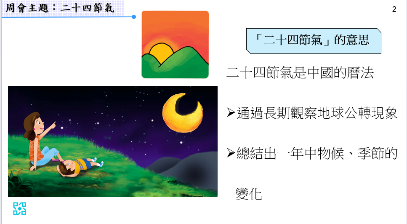 周會主題：二十四節氣
2
「二十四節氣」的意思
二十四節氣是中國的曆法
➢通過長期觀察地球公轉現象
➢總結出一年中物候、季節的
變化